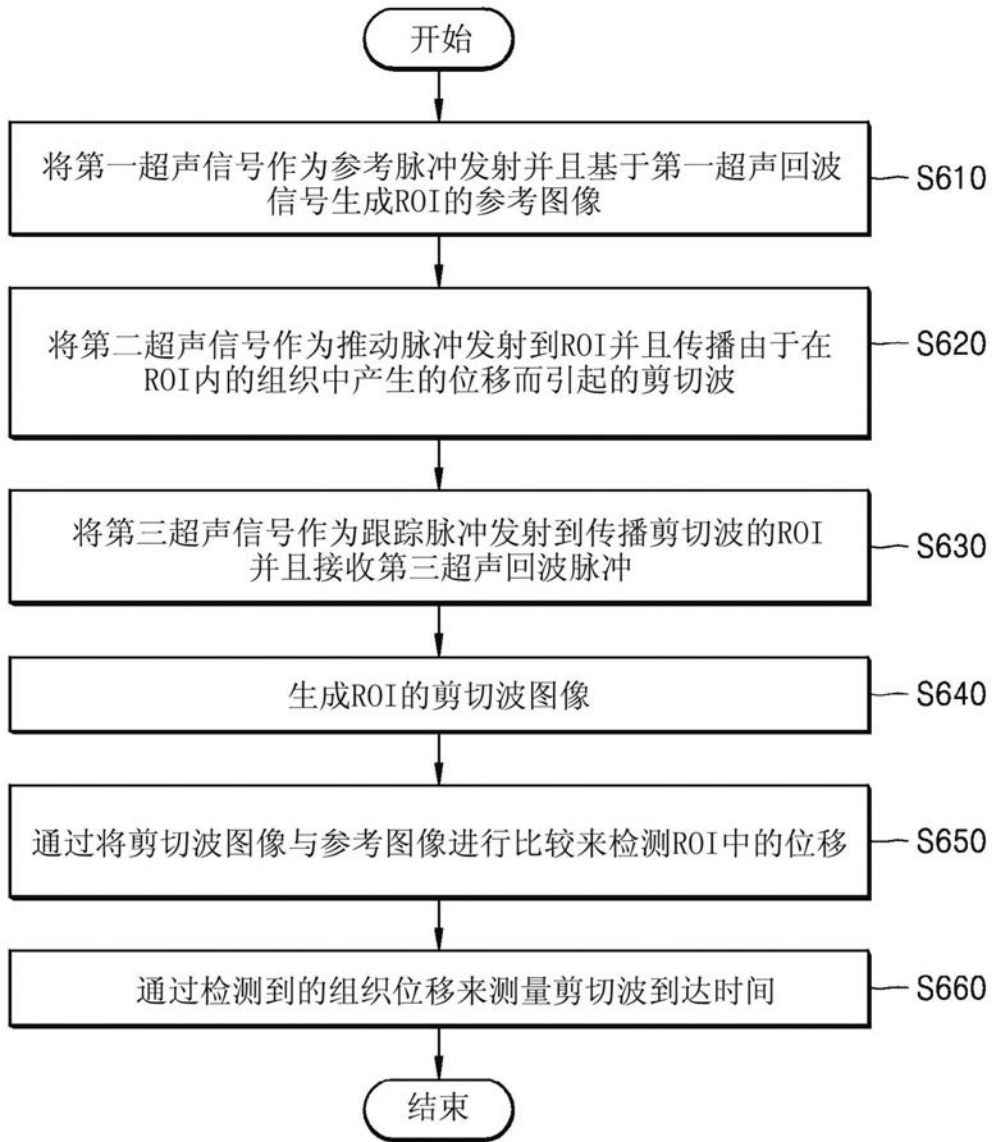 开始
将第一超声信号作为参考脉冲发射并且基于第一超声回波
信号生成ROI的参考图像
S610
将第二超声信号作为推动脉冲发射到ROI并且传播由于在
ROI内的组织中产生的位移而引起的剪切波
S620
将第三超声信号作为跟踪脉冲发射到传播剪切波的ROI
并且接收第三超声回波脉冲
S630
生成ROI的剪切波图像
S640
通过将剪切波图像与参考图像进行比较来检测ROI中的位移
S650
通过检测到的组织位移来测量剪切波到达时间
S660
结束